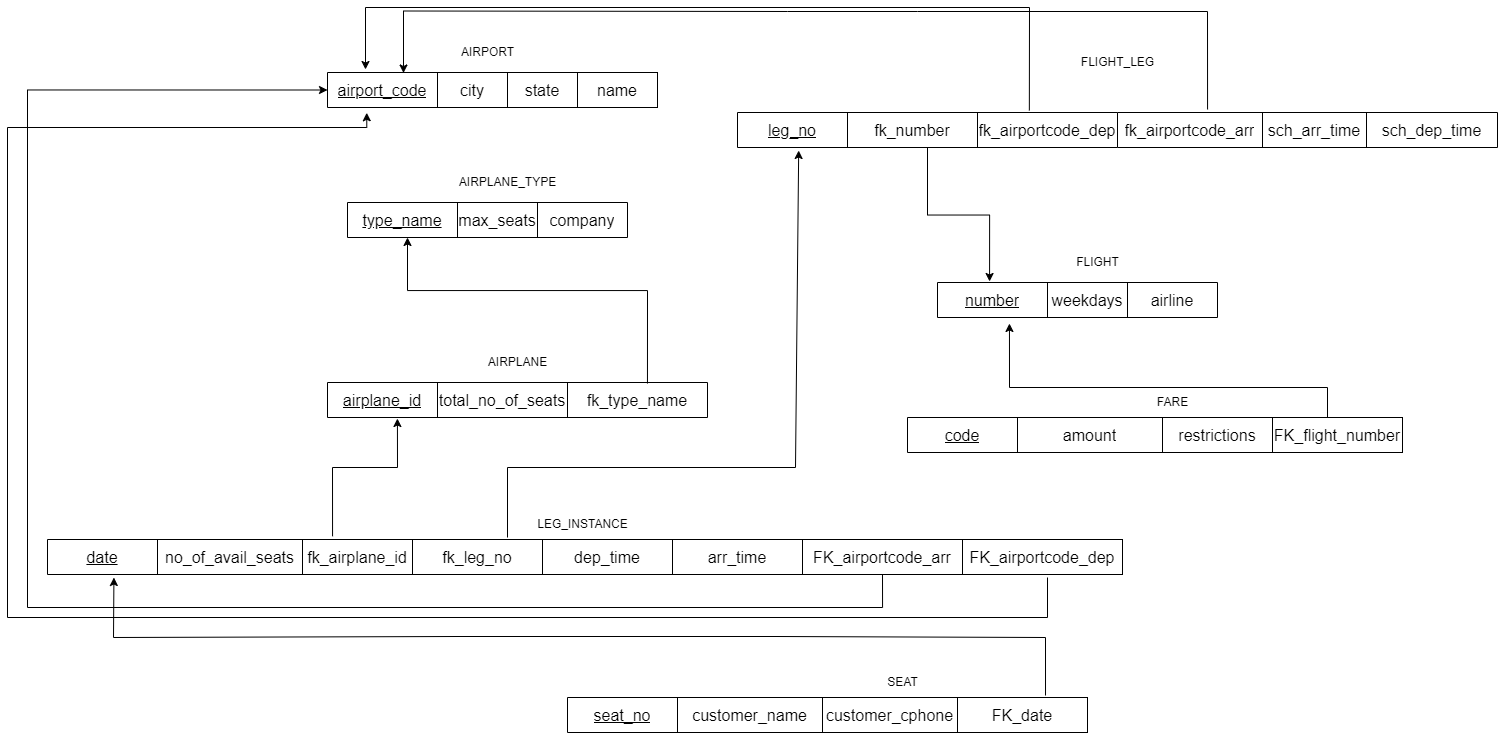 AIRPORT
airport_code city state name
FLIGHT_LEG
leg_no fk_number fk_airportcode_dep fk_airportcode_arr sch_arr_time sch_dep_time
AIRPLANE_TYPE
type_name max_seats company
FLIGHT
number weekdays airline
AIRPLANE
airplane_id total_no_of_seats fk_type_name
FARE
code amount restrictions FK_flight_number
LEG_INSTANCE
date no_of_avail_seats fk_airplane_id fk_leg_no dep_time arr_time FK_airportcode_arr FK_airportcode_dep
SEAT
seat_no customer_name customer_cphone FK_date